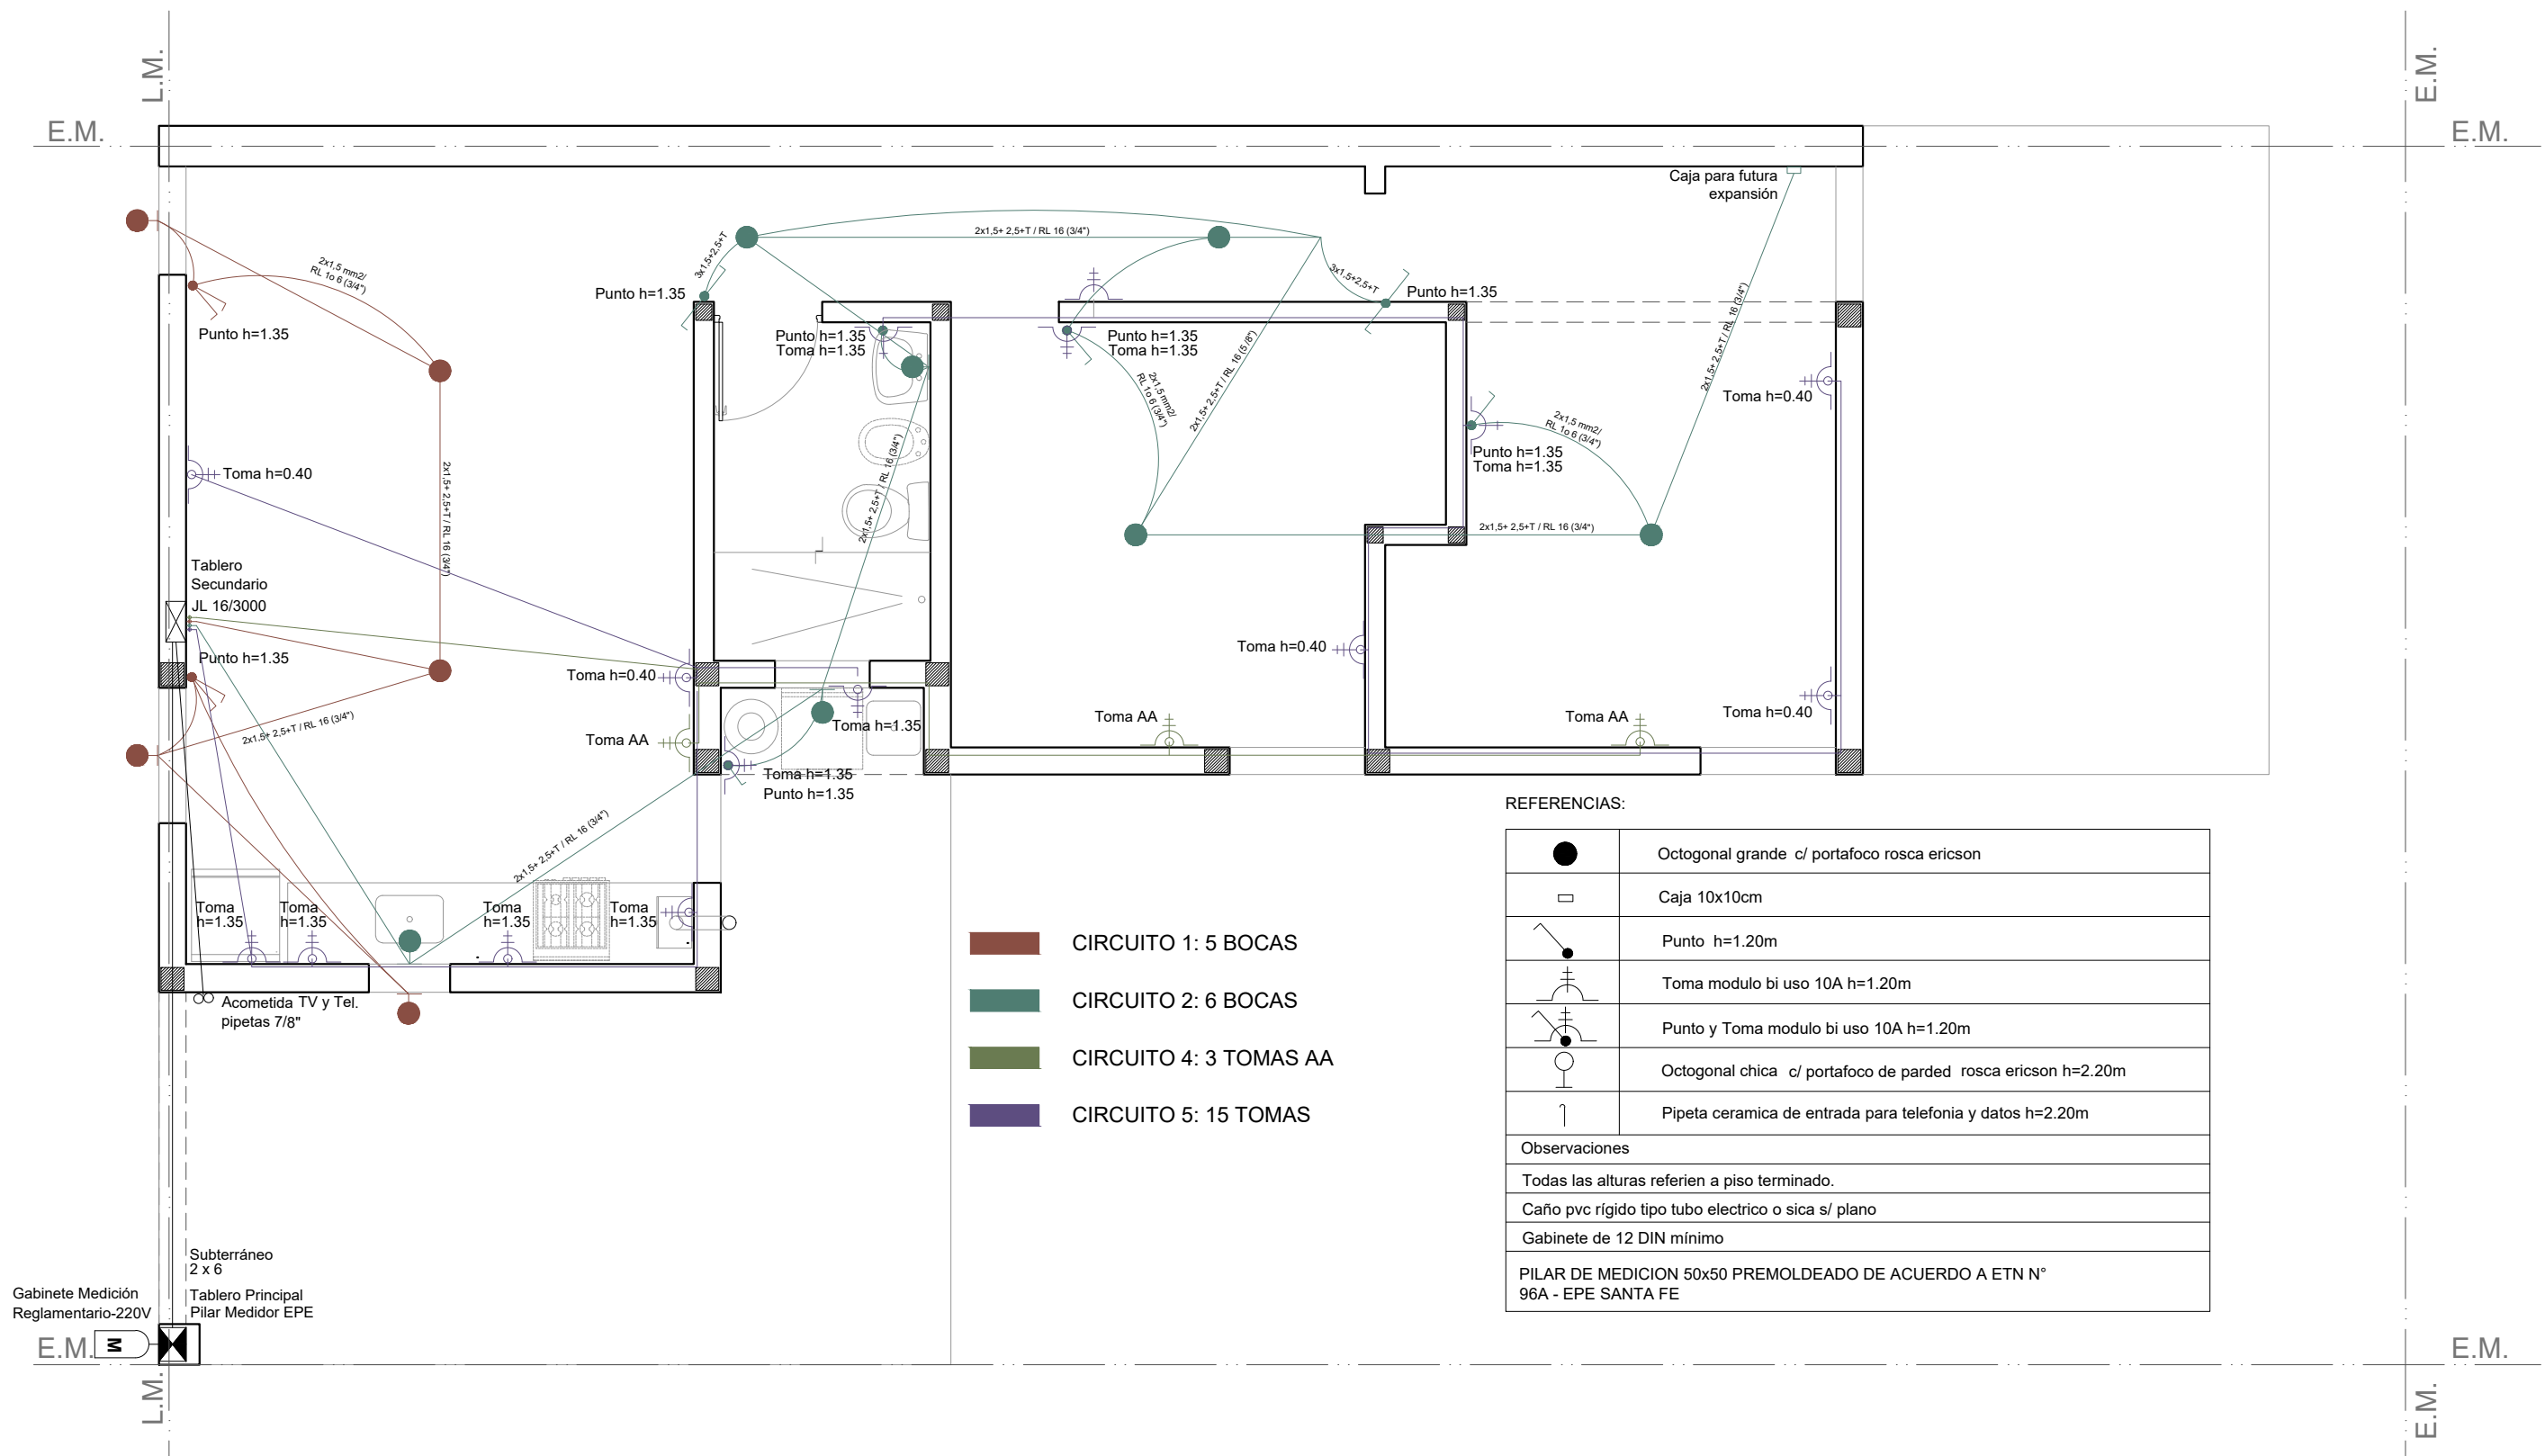 L.M.
E.M.
E.M.
E.M.
Caja para futura
expansión
2x1,5+ 2,5+T / RL 16 (3/4")
3x1,5+2,5+T
3x1,5+2,5+T
2x1,5 mm2/
RL 1o 6 (3/4")
Punto h=1.35
Punto h=1.35
Punto h=1.35
Punto h=1.35
Toma h=1.35
Punto h=1.35
Toma h=1.35
2x1,5+ 2,5+T / RL 16 (5/8")
2x1,5+ 2,5+T / RL 16 (3/4")
2x1,5 mm2/
RL 1o 6 (3/4")
Toma h=0.40
2x1,5 mm2/
RL 1o 6 (3/4")
Punto h=1.35
Toma h=1.35
Toma h=0.40
2x1,5+ 2,5+T / RL 16 (3/4")
2x1,5+ 2,5+T / RL 16 (3/4")
2x1,5+ 2,5+T / RL 16 (3/4")
Tablero
Secundario
JL 16/3000
Punto h=1.35
Toma h=0.40
Toma h=0.40
Toma h=0.40
2x1,5+ 2,5+T / RL 16 (3/4")
Toma AA
Toma h=1.35
Toma AA
Toma AA
Toma h=1.35
Punto h=1.35
2x1,5+ 2,5+T / RL 16 (3/4")
Toma
h=1.35
Toma
h=1.35
Toma
h=1.35
Toma
h=1.35
Acometida TV y Tel.
pipetas 7/8"
CIRCUITO 1: 5 BOCAS
CIRCUITO 2: 6 BOCAS
CIRCUITO 4: 3 TOMAS AA
CIRCUITO 5: 15 TOMAS
REFERENCIAS:
Octogonal grande c/ portafoco rosca ericson
Caja 10x10cm
Punto h=1.20m
Toma modulo bi uso 10A h=1.20m
Punto y Toma modulo bi uso 10A h=1.20m
Octogonal chica c/ portafoco de parded rosca ericson h=2.20m
Pipeta ceramica de entrada para telefonia y datos h=2.20m
Observaciones
Todas las alturas referien a piso terminado.
Caño pvc rígido tipo tubo electrico o sica s/ plano
Gabinete de 12 DIN mínimo
PILAR DE MEDICION 50x50 PREMOLDEADO DE ACUERDO A ETN N°
96A - EPE SANTA FE
Subterráneo
2 x 6
Gabinete Medición
Reglamentario-220V
Tablero Principal
Pilar Medidor EPE
E.M.
M
E.M.
L.M.
E.M.